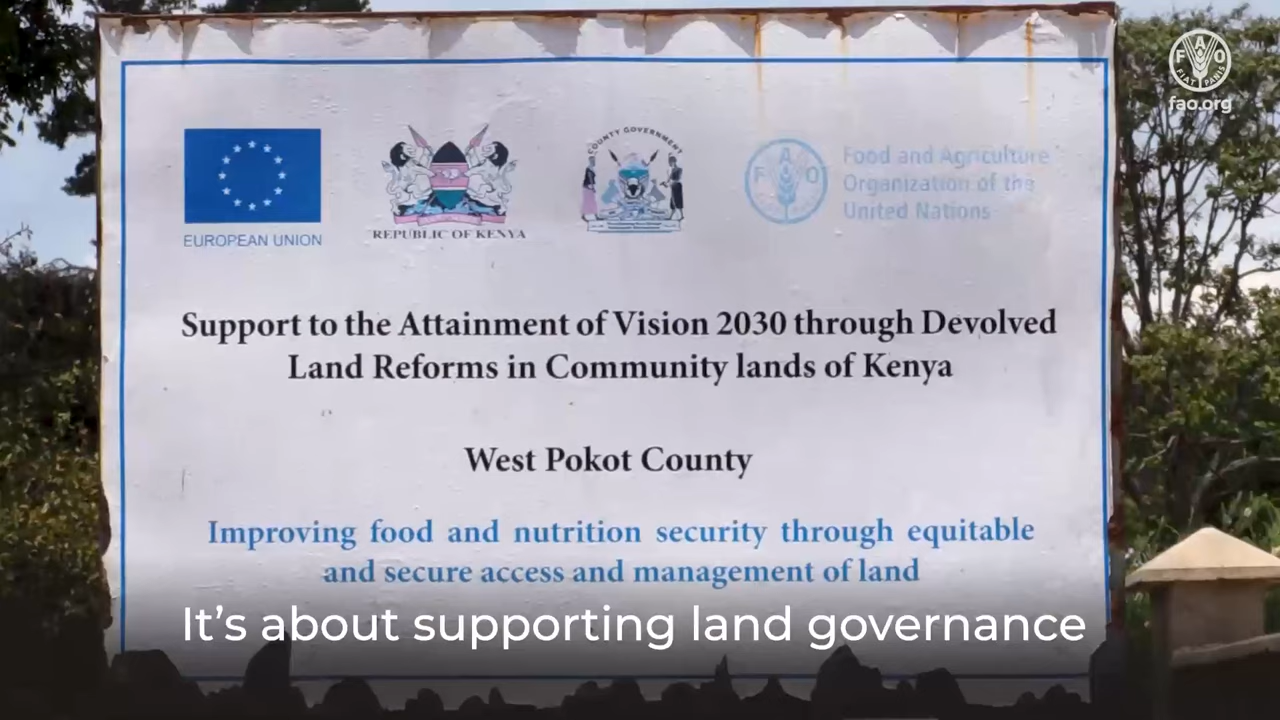 F A O
FIAT PANIS
fao.org
COUNTY GOVERNMENT
F A O
Food and Agriculture
Organization of the
United Nations
EUROPEAN UNION
REPUBLIC OF KENYA
Support to the Attainment of Vision 2030 through Devolved
Land Reforms in Community lands of Kenya
West Pokot County
Improving food and nutrition security through equitable
and secure access and management of land
It's about supporting land governance